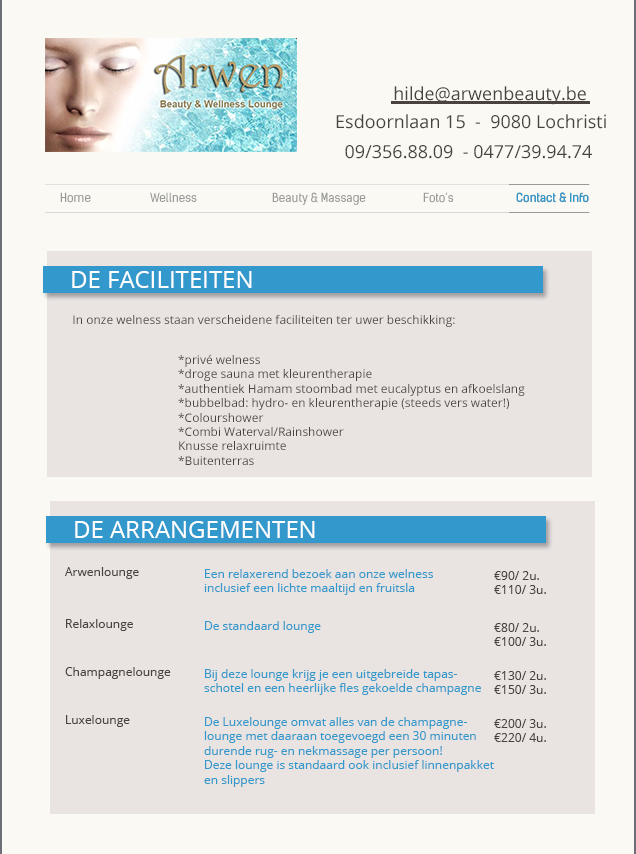 Arwen
Beauty & Wellness Lounge
hilde@arwenbeauty.be
Esdoornlaan 15 - 9080 Lochristi
09/356.88.09 - 0477/39.94.74
Home Wellness Beauty & Massage Foto's Contact & Info
DE FACILITEITEN
In onze welness staan verscheidene faciliteiten ter uwer beschikking:
*privé welness
*droge sauna met kleurentherapie
*authentiek Hamam stoombad met eucalyptus en afkoelslang
*bubbelbad: hydro- en kleurentherapie (steeds vers water!)
*Colourshower
*Combi Waterval/Rainshower
Knusse relaxruimte
*Buitenterras
DE ARRANGEMENTEN
Arwenlounge
Een relaxerend bezoek aan onze welness
inclusief een lichte maaltijd en fruitsla
€90/ 2u.
€110/ 3u.
Relaxlounge
De standaard lounge
€80/ 2u.
€100/ 3u.
Champagnelounge
Bij deze lounge krijg je een uitgebreide tapas-
schotel en een heerlijke fles gekoelde champagne
€130/ 2u.
€150/ 3u.
Luxelounge
De Luxelounge omvat alles van de champagne-
lounge met daaraan toegevoegd een 30 minuten
durende rug- en nekmassage per persoon!
Deze lounge is standaard ook inclusief linnenpakket
en slippers
€200/ 3u.
€220/ 4u.